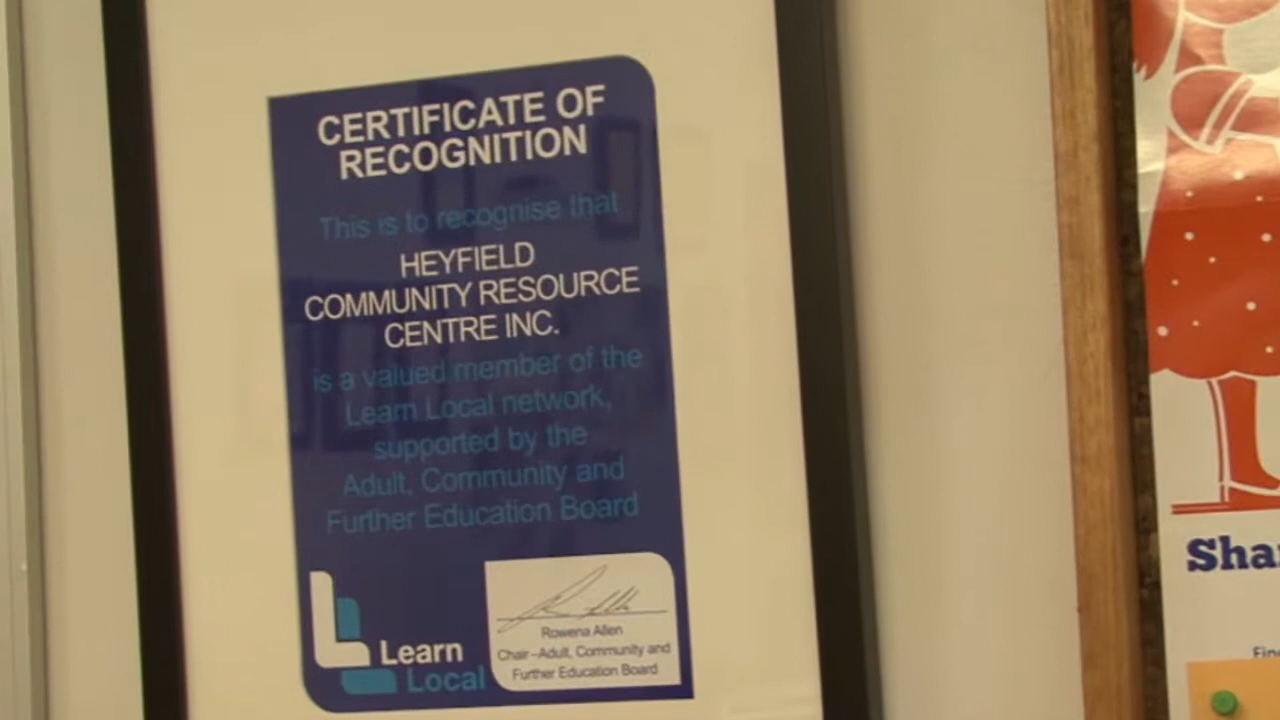 CERTIFICATE OF
RECOGNITION
This is to recognise that
HEYFIELD
COMMUNITY RESOURCE
CENTRE INC.
is a valued member of the
Learn Local network,
supported by the
Adult, Community and
Further Education Board
Learn
Local
Rowena Allen
Chair –Adult, Community and
Further Education Board